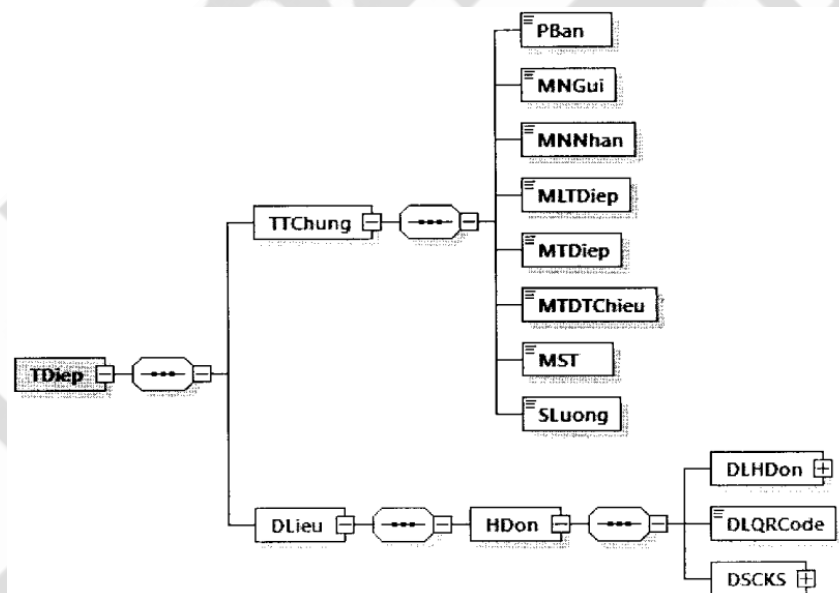 PBan
MNGui
MNNhan
MLTDiep
TTChung
MTDiep
MTDTChieu
MST
TDiep
SLuong
DLHDon
DLieu
HDon
DLQRCode
DSCKS